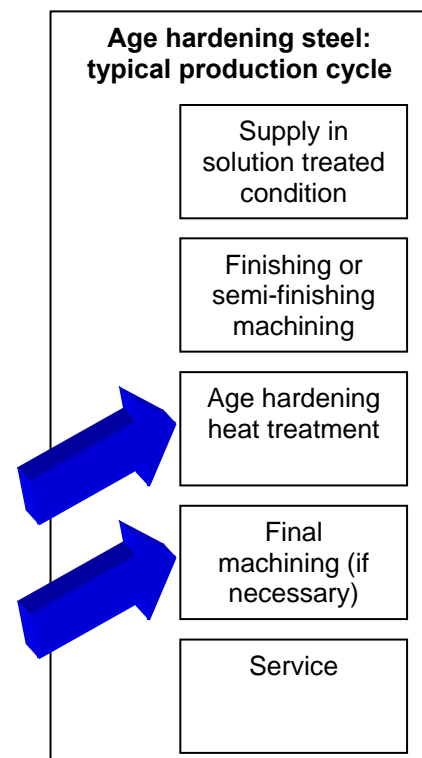 Age hardening steel:
typical production cycle
Supply in
solution treated
condition
Finishing or
semi-finishing
machining
Age hardening
heat treatment
Final
machining (if
necessary)
Service